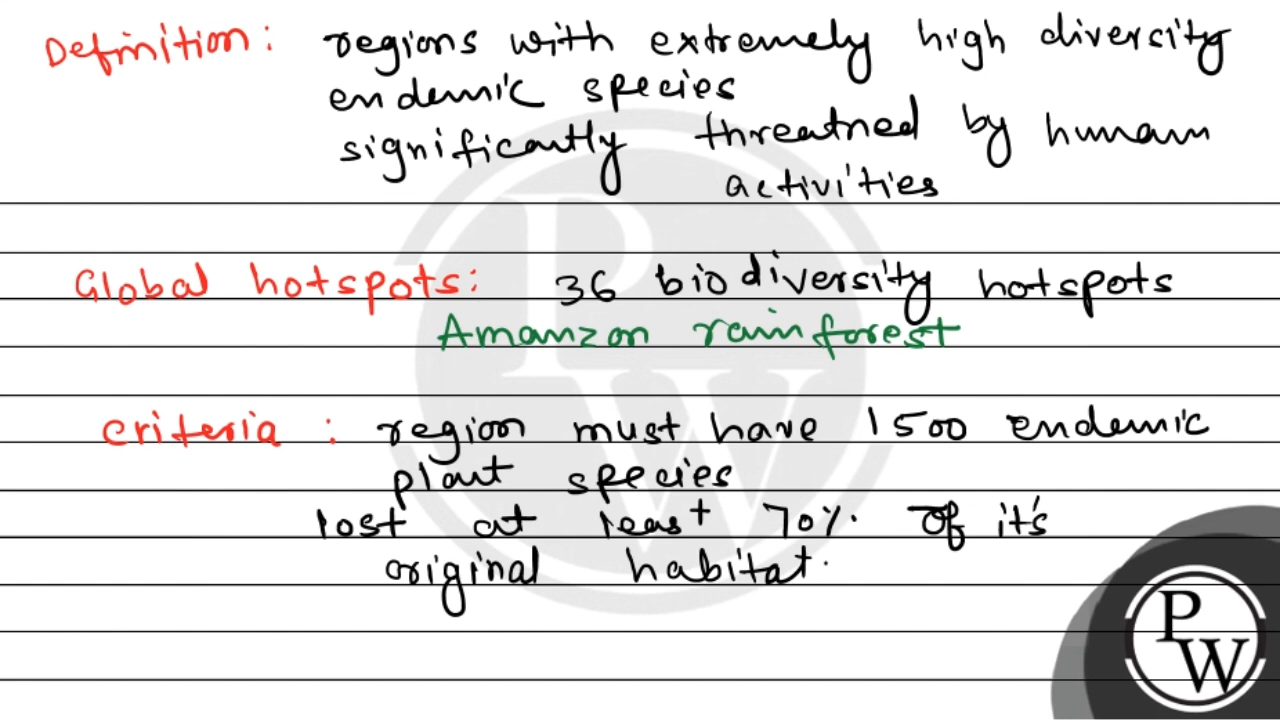 Definition: regions with extremely high diversity
endemic species
significantly threatned by human
activities
Global hotspots: 36 biodiversity hotspots
Amanzon rainforest
criteria : region must have 1500 endemic
plant species
lost at least 70%. of it's
original habitat.
PW
PW